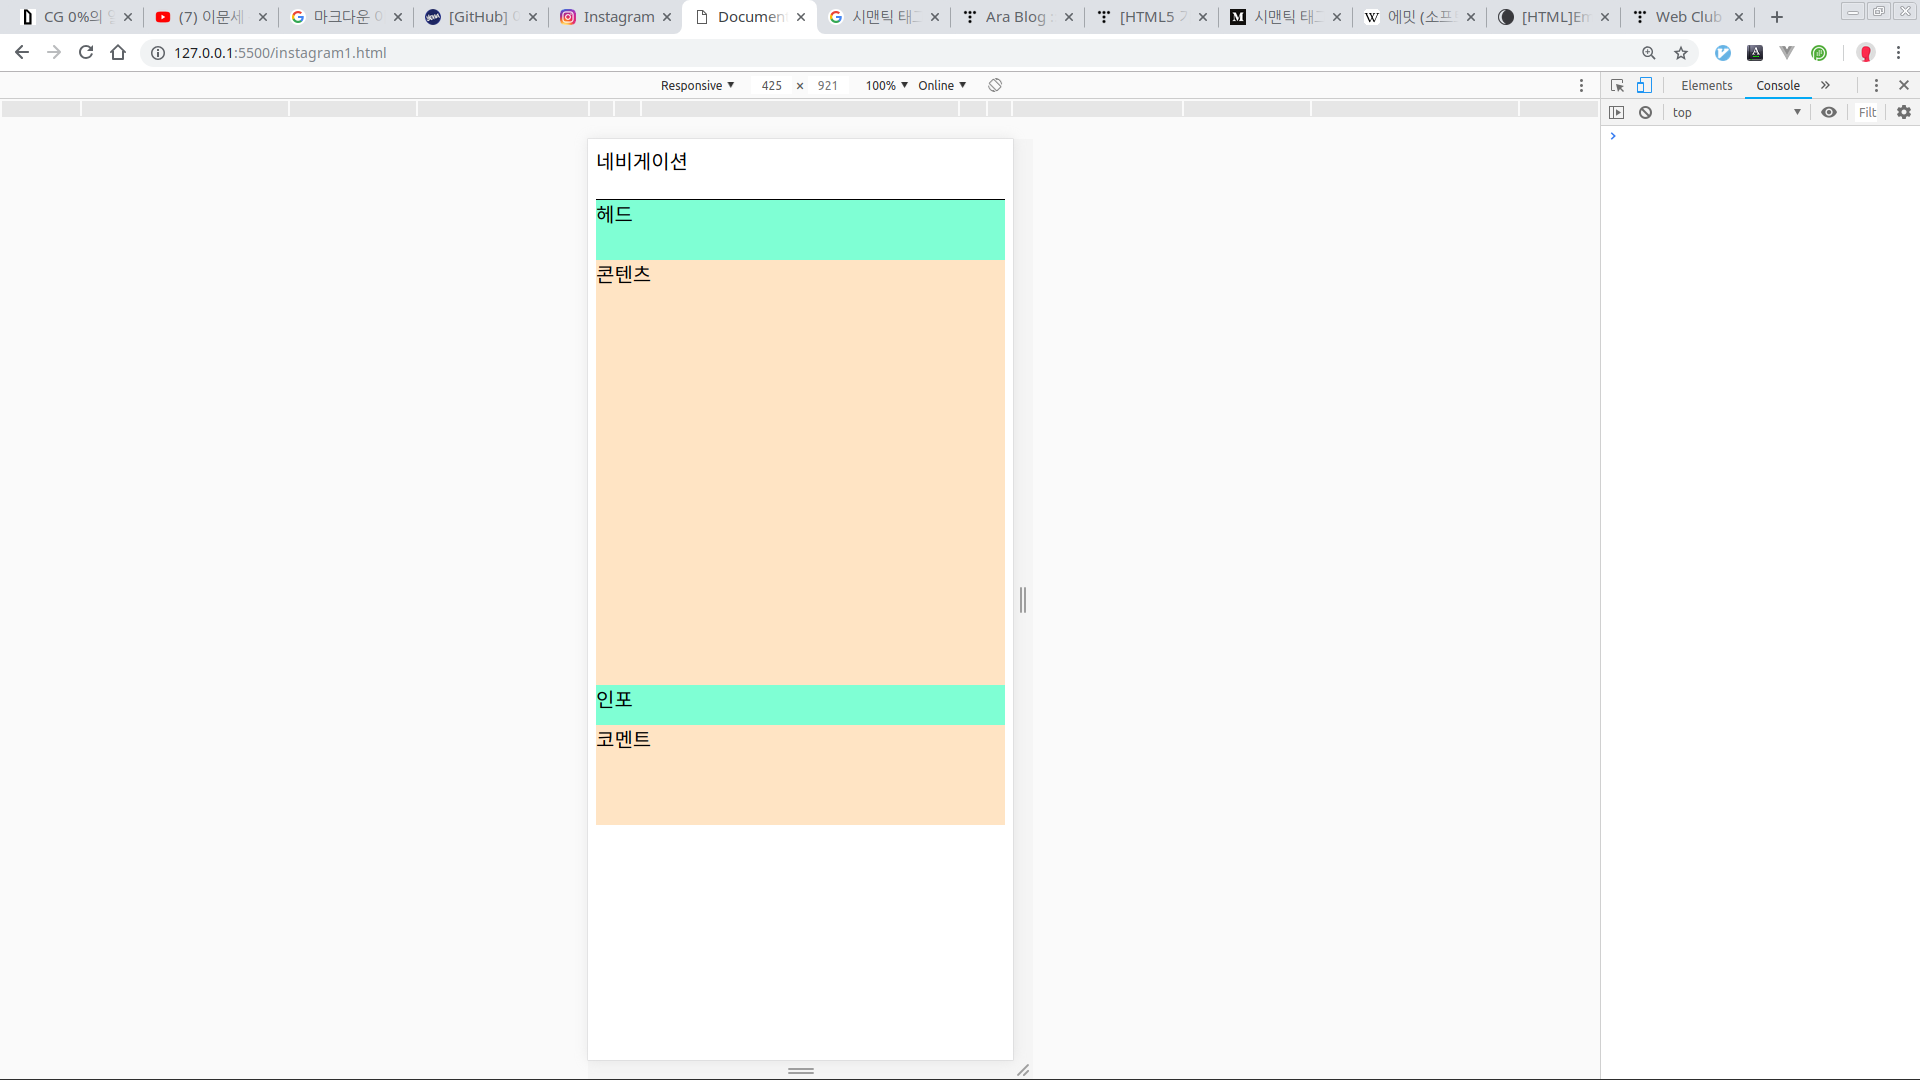 CG 0%의
(7) 이문세
마크다운
[GitHub]
Instagram
Documen
시맨틱 태그
Ara Blog :
[HTML5
시맨틱 태그
에밋 (소프
[HTML]Em
Web Club
127.0.0.1:5500/instagram1.html
Responsive ▼ 425 × 921 100% ▼ Online ▼
Elements Console »
top ▼ Filt
네비게이션
헤드
콘텐츠
인포
코멘트